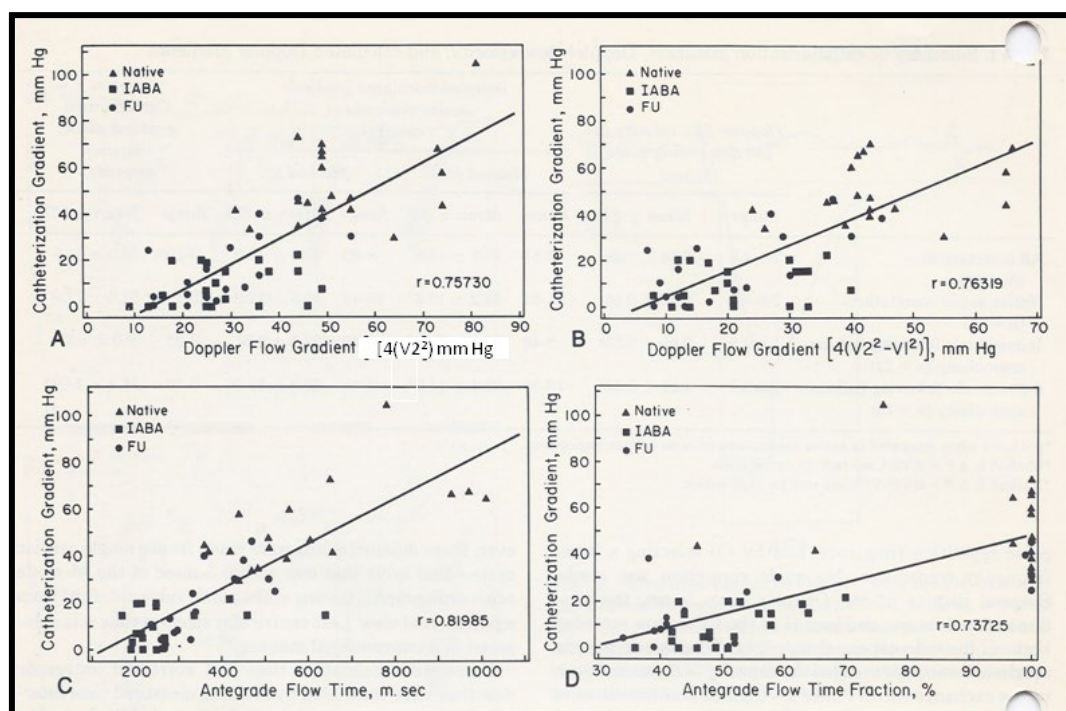 Catheterization Gradient, mm Hg
100
80
60
40
20
0
▲ Native
■ IABA
● FU
r=0.75730
A
0 10 20 30 40 50 60 70 80 90
Doppler Flow Gradient [4(V2²) mm Hg
Catheterization Gradient, mm Hg
100
80
60
40
20
0
▲ Native
■ IABA
● FU
r=0.76319
B
0 10 20 30 40 50 60 70
Doppler Flow Gradient [4(V2²-V1²)], mm Hg
Catheterization Gradient, mm Hg
100
80
60
40
20
0
▲ Native
■ IABA
● FU
r=0.81985
C
200 400 600 800 1000
Antegrade Flow Time, m.sec
Catheterization Gradient, mm Hg
100
80
60
40
20
0
▲ Native
■ IABA
● FU
r=0.73725
D
30 40 50 60 70 80 90 100
Antegrade Flow Time Fraction, %